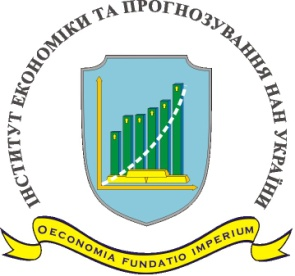 ІНСТИТУТ ЕКОНОМІКИ ТА ПРОГНОЗУВАННЯ НАН УКРАЇНИ
OECONOMIA FUNDATIO IMPERIUM